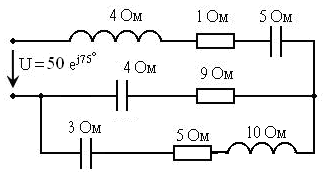 4 Ом 1 Ом 5 Ом
U = 50 e^j75°
4 Ом 9 Ом
3 Ом 5 Ом 10 Ом